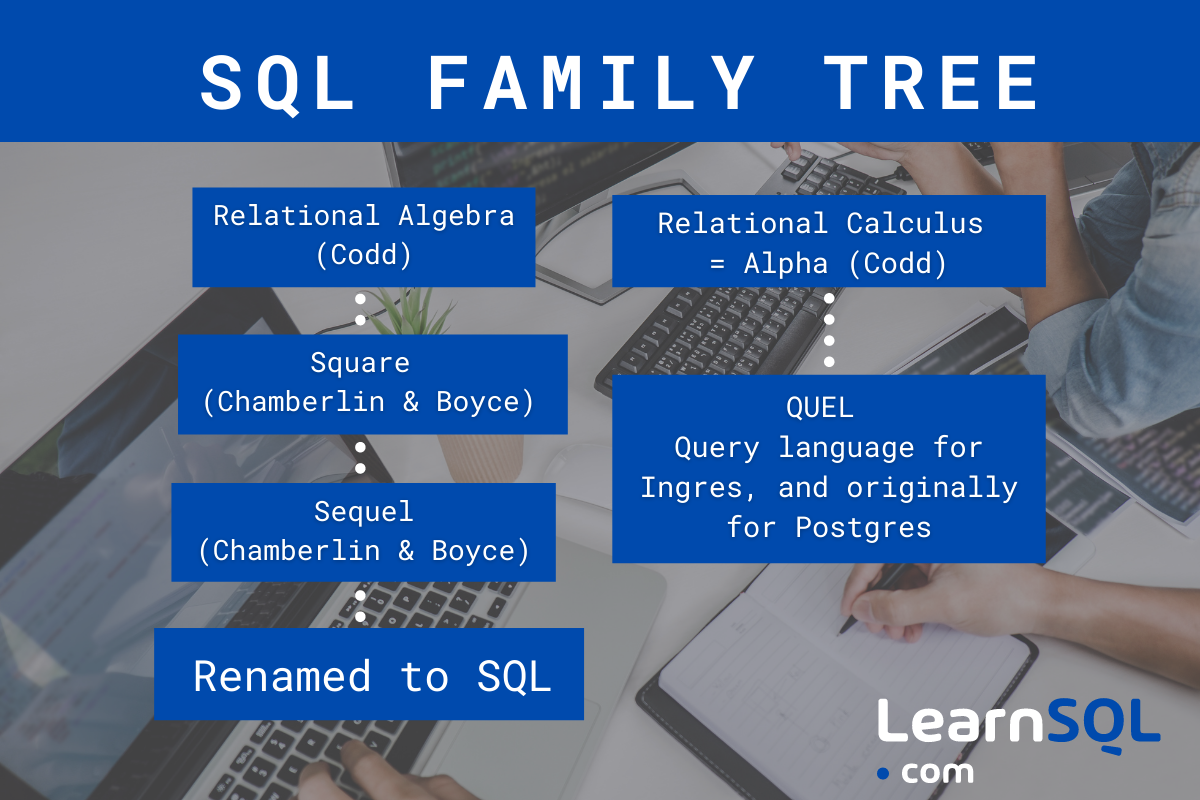 SQL FAMILY TREE
Relational Algebra
(Codd)
Square
(Chamberlin & Boyce)
Sequel
(Chamberlin & Boyce)
Renamed to SQL
Relational Calculus
= Alpha (Codd)
QUEL
Query language for
Ingres, and originally
for Postgres
LearnSQL
• com